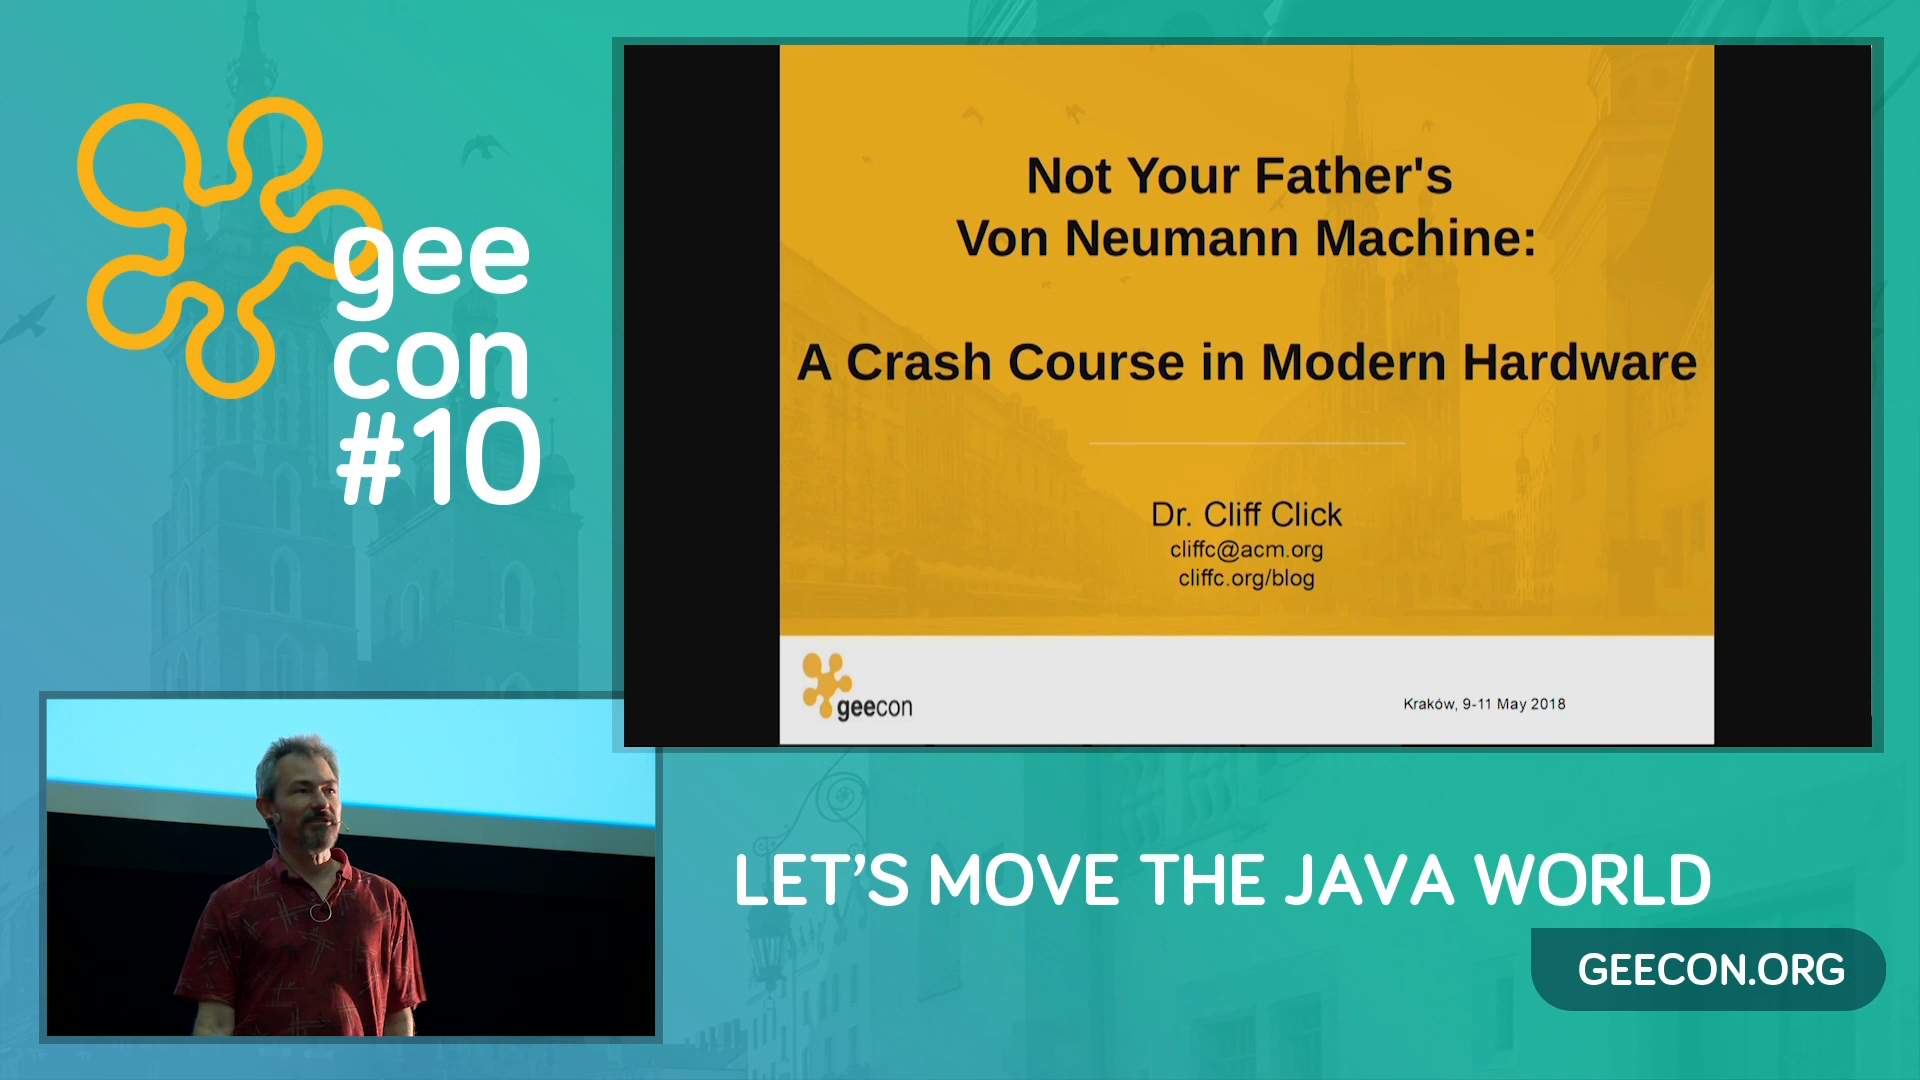 gee
con
#10
Not Your Father's
Von Neumann Machine:
A Crash Course in Modern Hardware
Dr. Cliff Click
cliffc@acm.org
cliffc.org/blog
geecon
Kraków, 9-11 May 2018
LET'S MOVE THE JAVA WORLD
GEECON.ORG